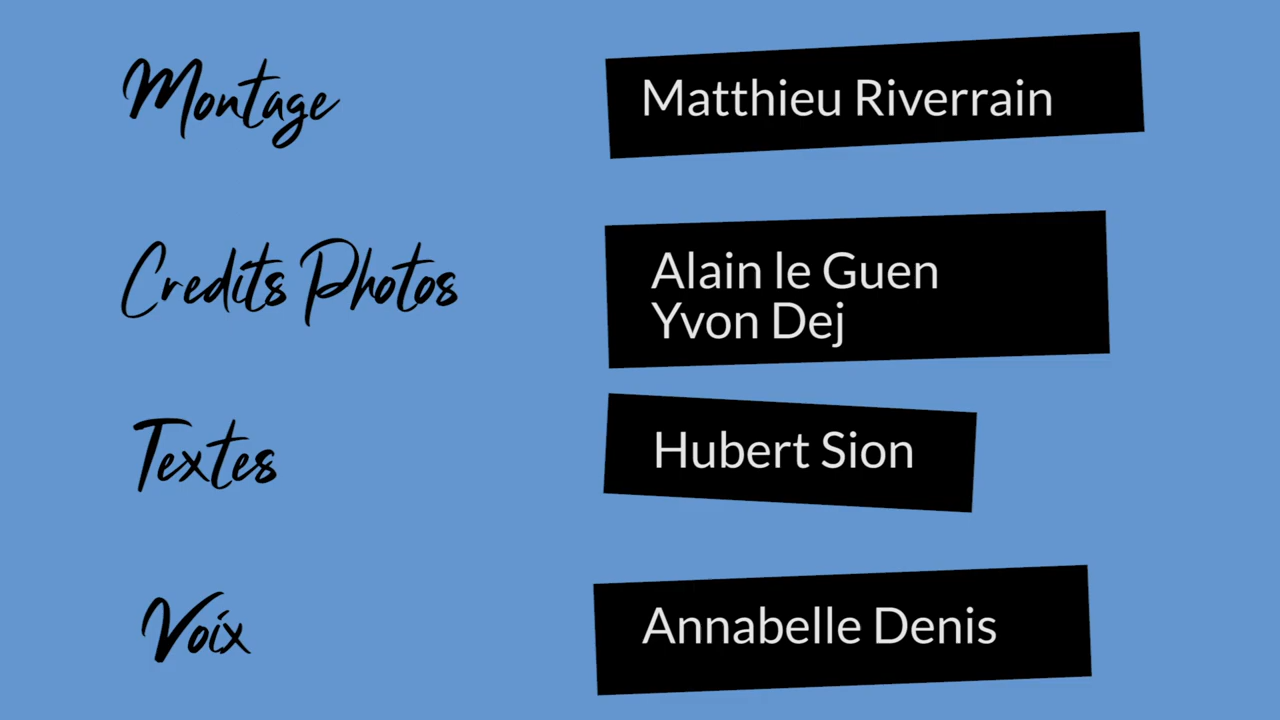 Montage
Matthieu Riverrain
Credits Photos
Alain le Guen
Yvon Dej
Textes
Hubert Sion
Voix
Annabelle Denis